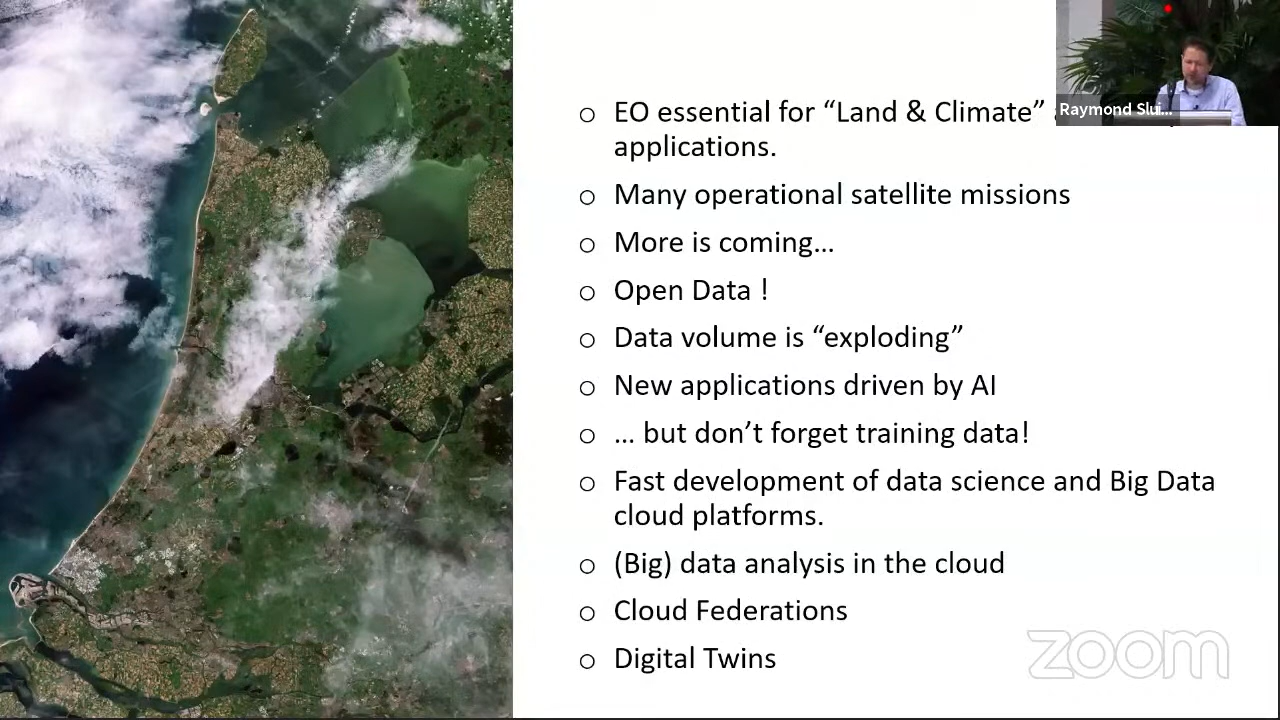 Raymond Slui...
o EO essential for “Land & Climate”
applications.
o Many operational satellite missions
o More is coming...
o Open Data !
o Data volume is “exploding”
o New applications driven by AI
o ... but don’t forget training data!
o Fast development of data science and Big Data
cloud platforms.
o (Big) data analysis in the cloud
o Cloud Federations
o Digital Twins
zoom